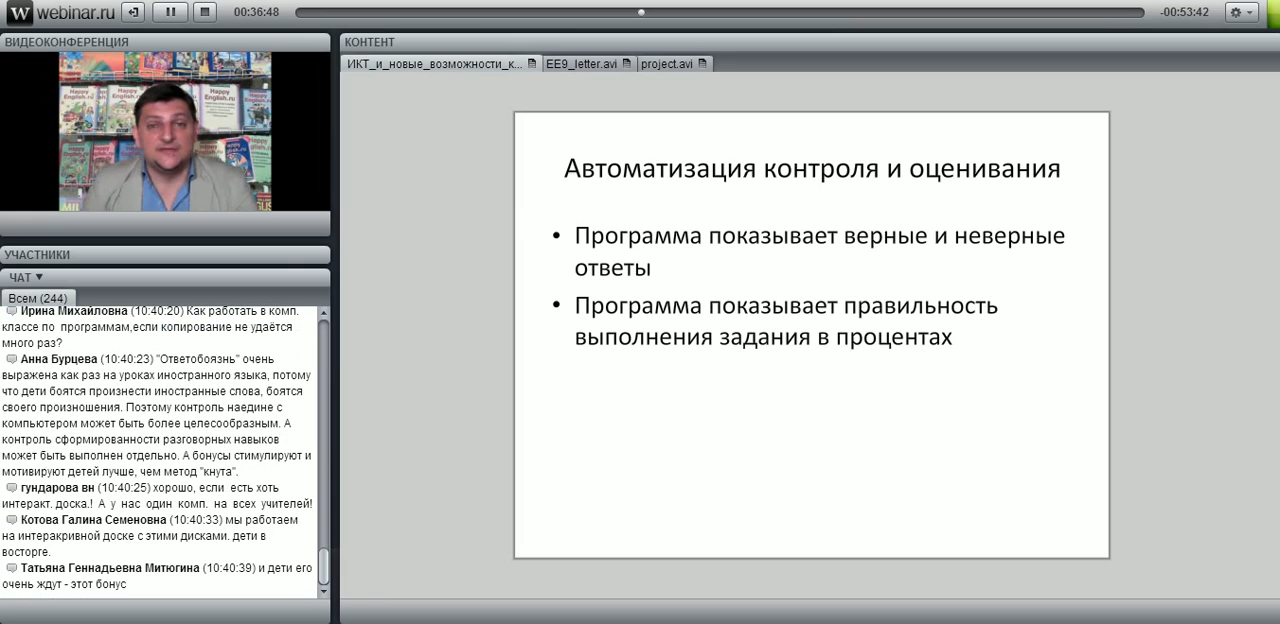 W webinar.ru
00:36:48
-00:53:42
ВИДЕОКОНФЕРЕНЦИЯ
Happy English.ru
Happy English.ru
УЧАСТНИКИ
ЧАТ
Всем (244)
Ирина Михайловна (10:40:20) Как работать в комп.
классе по программам,если копирование не удаётся
много раз?
Анна Бурцева (10:40:23) "Ответобоязнь" очень
выражена как раз на уроках иностранного языка, потому
что дети боятся произнести иностранные слова, боятся
своего произношения. Поэтому контроль наедине с
компьютером может быть более целесообразным. А
контроль сформированности разговорных навыков
может быть выполнен отдельно. А бонусы стимулируют и
мотивируют детей лучше, чем метод "кнута".
гундарова вн (10:40:25) хорошо, если есть хоть
интеракт. доска.! А у нас один комп. на всех учителей!
Котова Галина Семеновна (10:40:33) мы работаем
на интеракривной доске с этими дисками. дети в
восторге.
Татьяна Геннадьевна Митюгина (10:40:39) и дети его
очень ждут - этот бонус
КОНТЕНТ
ИКТ_и_новые_возможности_к... EE9_letter.avi project.avi
Автоматизация контроля и оценивания
• Программа показывает верные и неверные
ответы
• Программа показывает правильность
выполнения задания в процентах